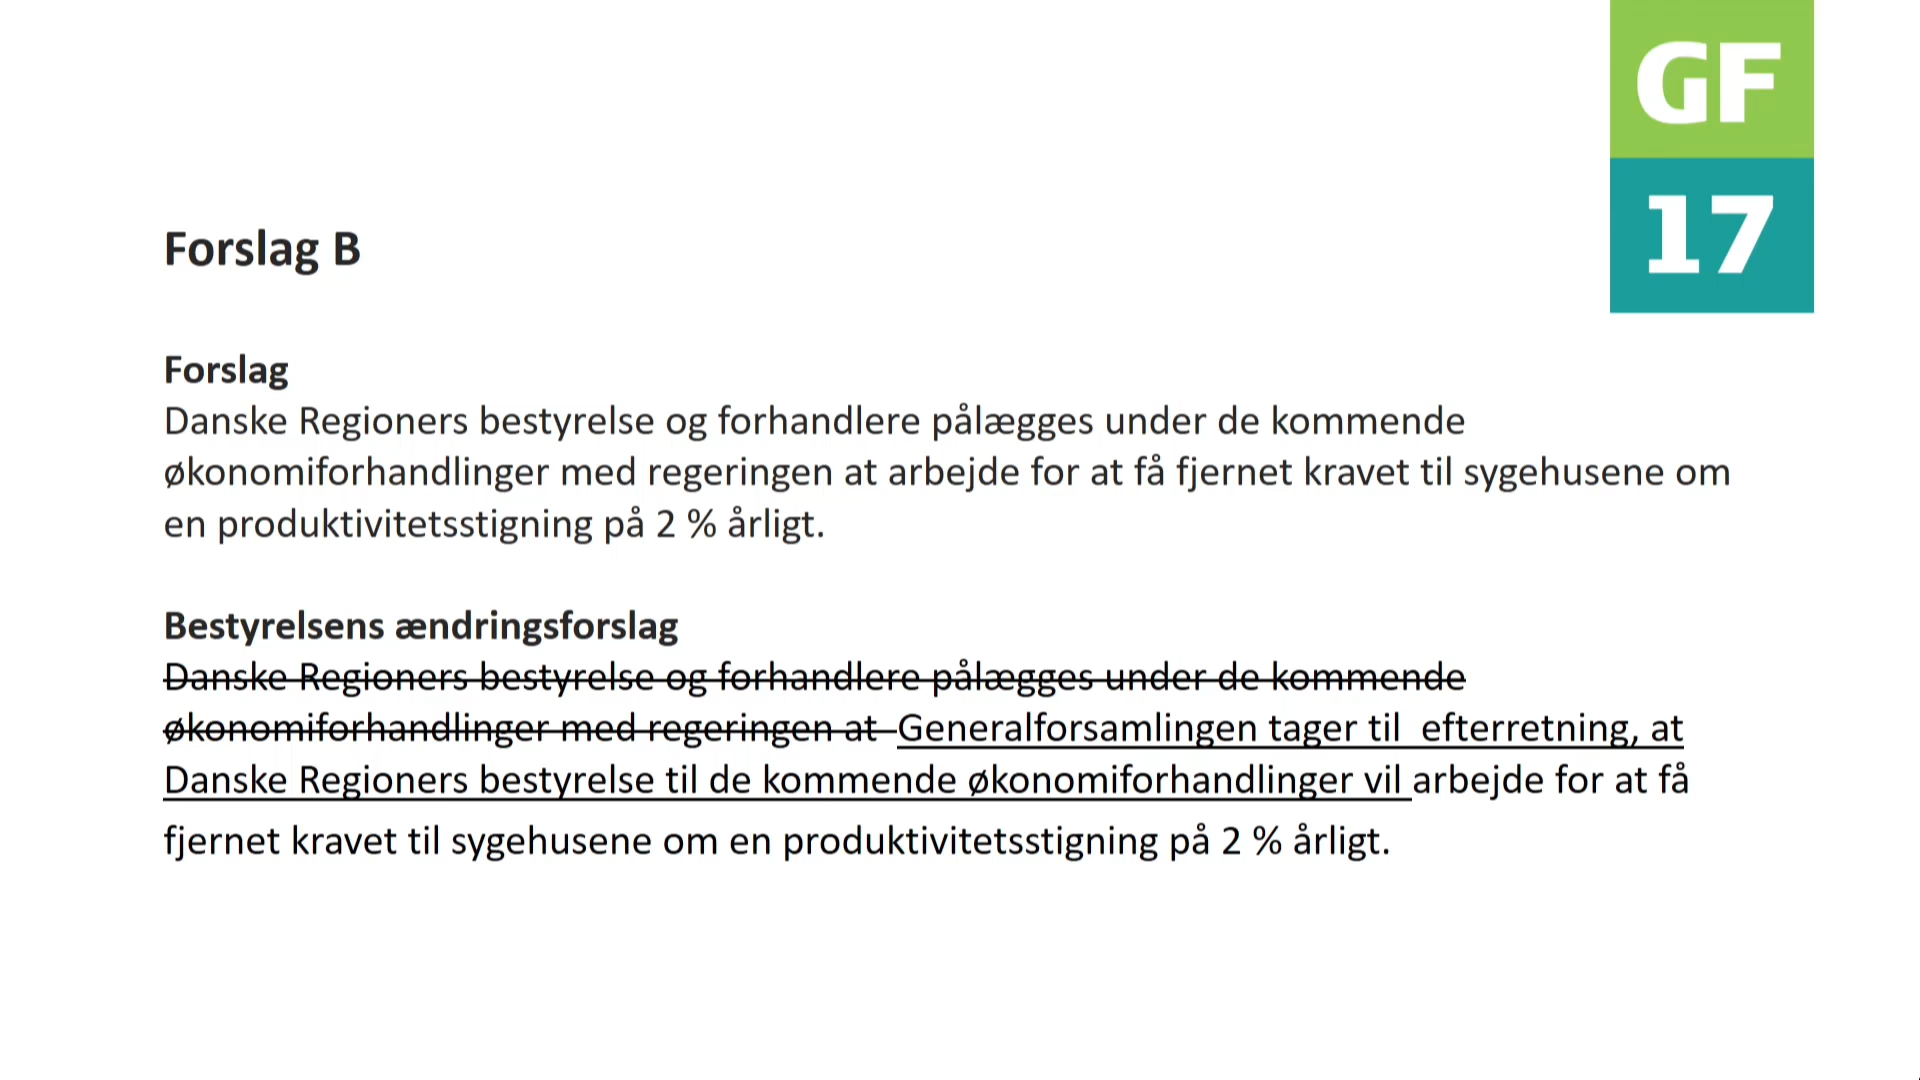 GF
17
Forslag B
Forslag
Danske Regioners bestyrelse og forhandlere pålægges under de kommende
økonomiforhandlinger med regeringen at arbejde for at få fjernet kravet til sygehusene om
en produktivitetsstigning på 2 % årligt.
Bestyrelsens ændringsforslag
Danske Regioners bestyrelse og forhandlere pålægges under de kommende
økonomiforhandlinger med regeringen at Generalforsamlingen tager til  efterretning, at
Danske Regioners bestyrelse til de kommende økonomiforhandlinger vil arbejde for at få
fjernet kravet til sygehusene om en produktivitetsstigning på 2 % årligt.